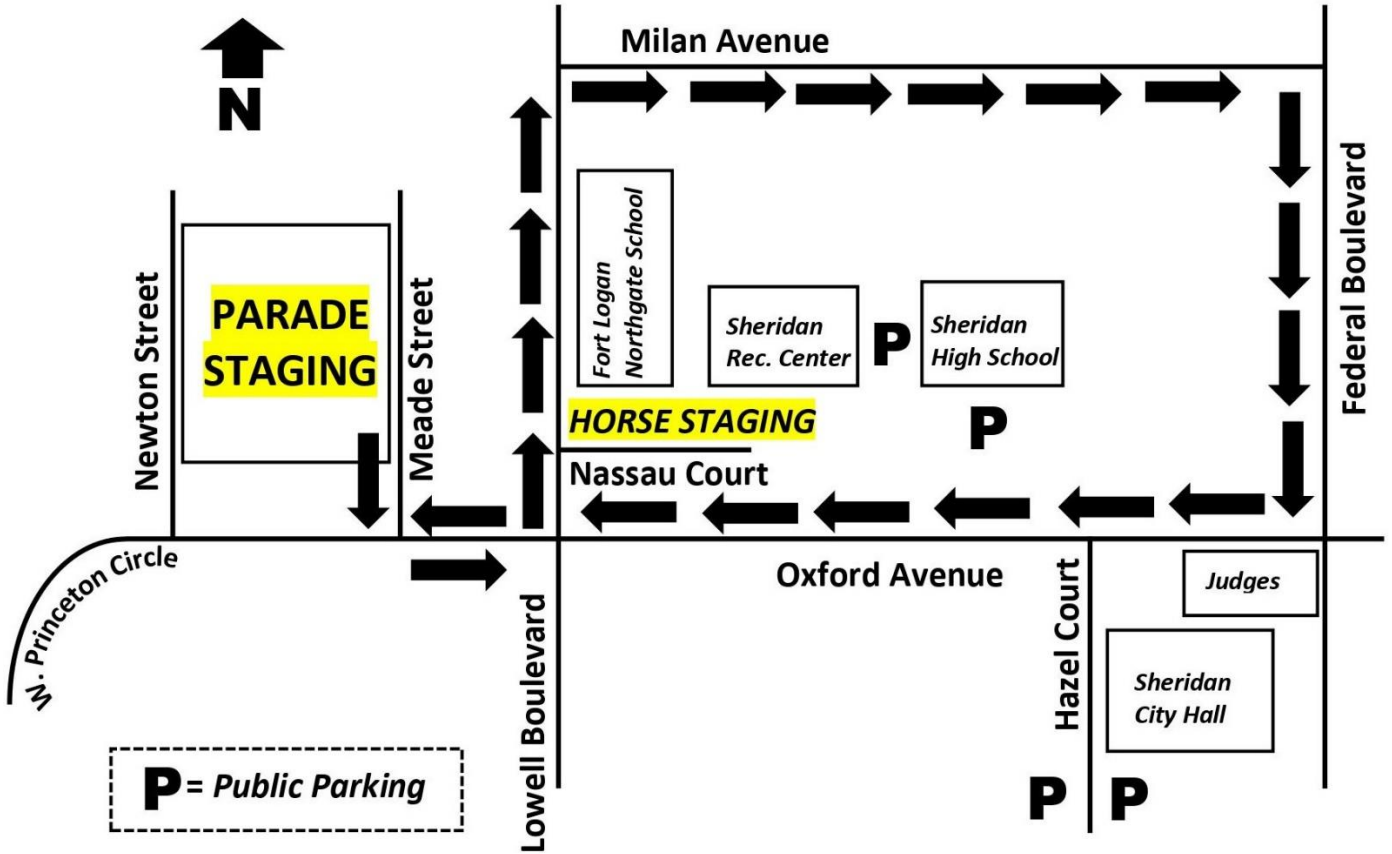 Milan Avenue
N
Newton Street
PARADE
STAGING
Meade Street
Fort Logan
Northgate School
Sheridan
Rec. Center
P
Sheridan
High School
P
Federal Boulevard
HORSE STAGING
Nassau Court
W. Princeton Circle
Oxford Avenue
Lowell Boulevard
Hazel Court
Judges
Sheridan
City Hall
P
P
P = Public Parking